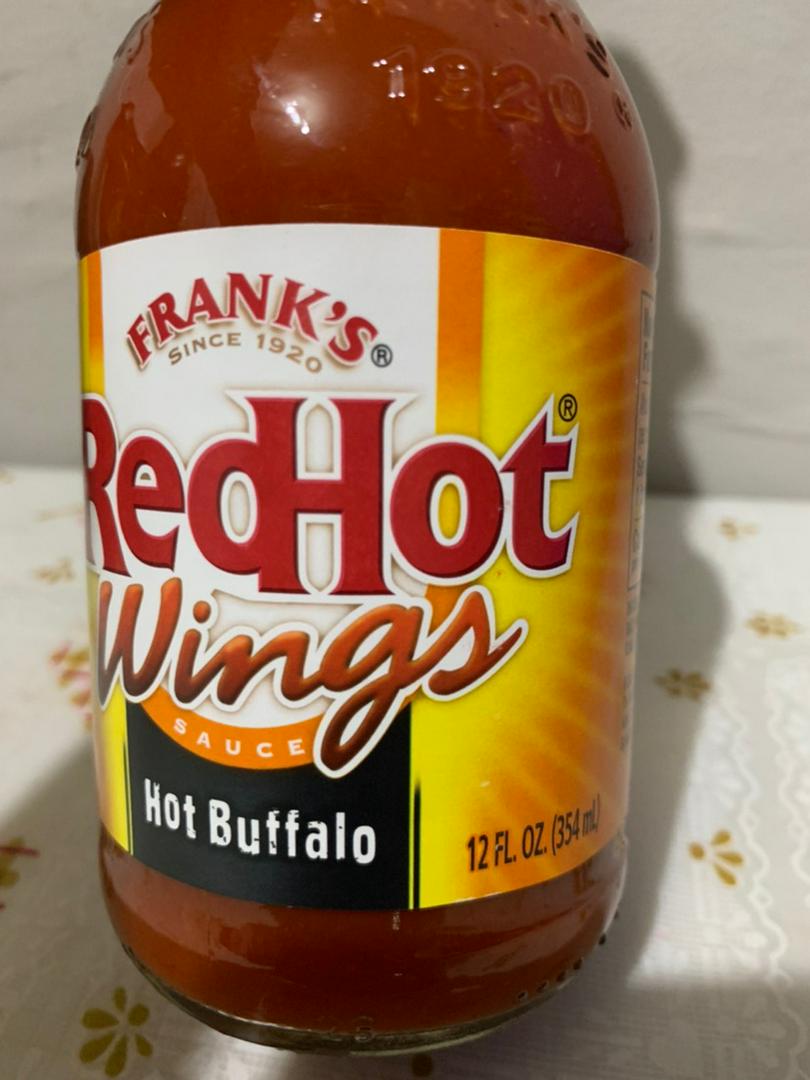 1920
FRANK'S®
SINCE 1920
RedHot®
Wings
SAUCE
Hot Buffalo
12 FL. OZ. (354 mL)